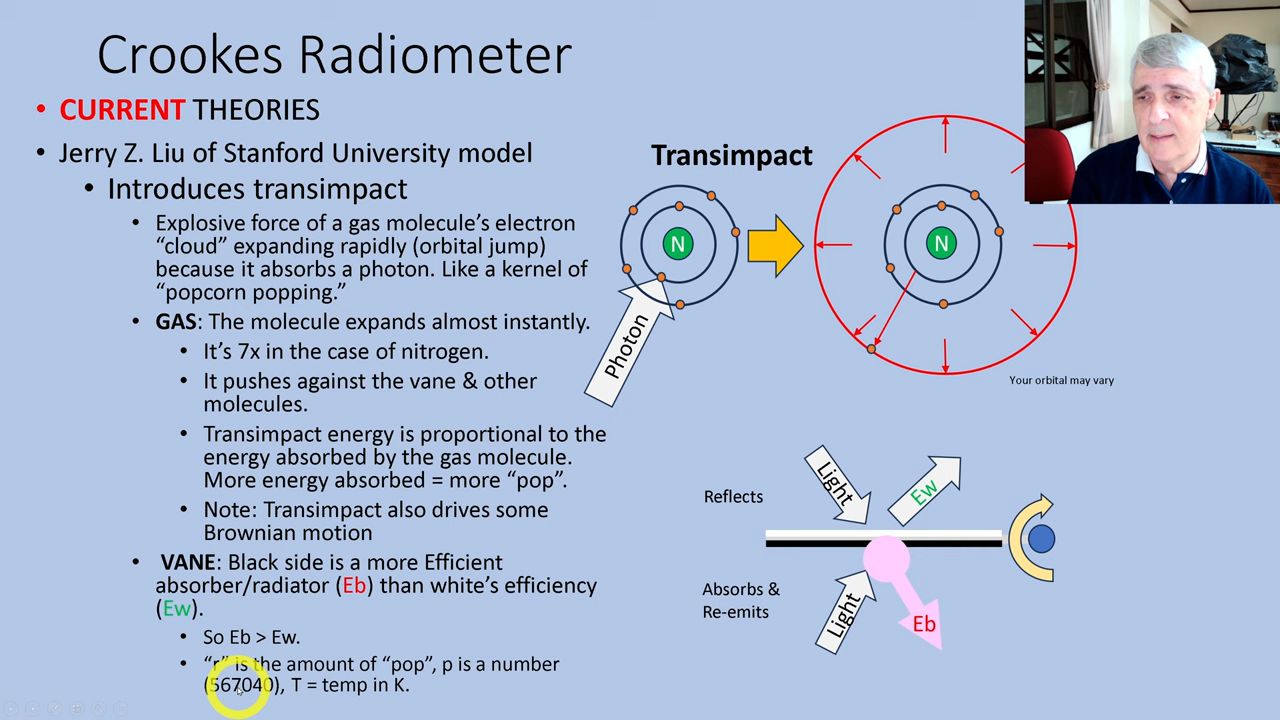 Crookes Radiometer
• CURRENT THEORIES
• Jerry Z. Liu of Stanford University model
• Introduces transimpact
• Explosive force of a gas molecule's electron
“cloud” expanding rapidly (orbital jump)
because it absorbs a photon. Like a kernel of
“popcorn popping.”
• GAS: The molecule expands almost instantly.
• It's 7x in the case of nitrogen.
• It pushes against the vane & other
molecules.
• Transimpact energy is proportional to the
energy absorbed by the gas molecule.
More energy absorbed = more “pop”.
• Note: Transimpact also drives some
Brownian motion
• VANE: Black side is a more Efficient
absorber/radiator (Eb) than white's efficiency
(Ew).
• So Eb > Ew.
• “r” is the amount of “pop”, p is a number
(567040), T = temp in K.
Transimpact
N
N
Photon
Your orbital may vary
Reflects
Light
Ew
Absorbs &
Re-emits
Light
Eb